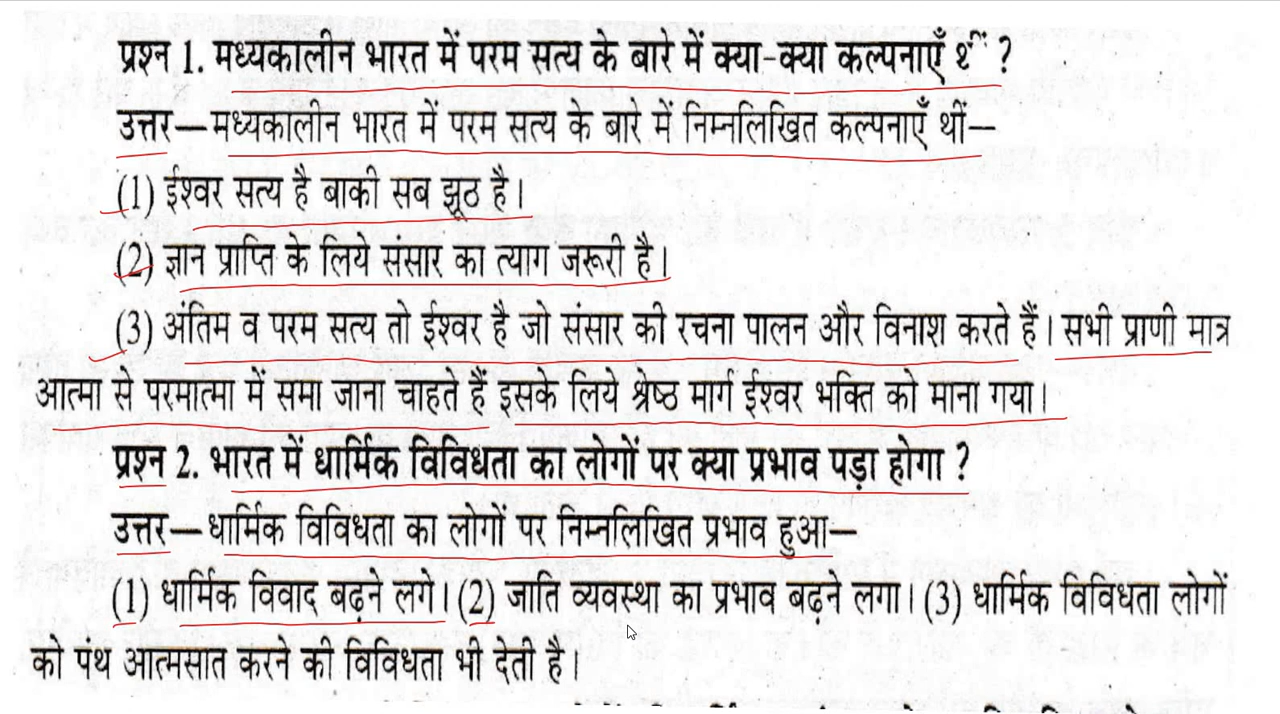 प्रश्न 1. मध्यकालीन भारत में परम सत्य के बारे में क्या-क्या कल्पनाएँ थीं ?
उत्तर—मध्यकालीन भारत में परम सत्य के बारे में निम्नलिखित कल्पनाएँ थीं—
(1) ईश्वर सत्य है बाकी सब झूठ है।
(2) ज्ञान प्राप्ति के लिये संसार का त्याग जरूरी है।
(3) अंतिम व परम सत्य तो ईश्वर है जो संसार की रचना पालन और विनाश करते हैं। सभी प्राणी मात्र
आत्मा से परमात्मा में समा जाना चाहते हैं इसके लिये श्रेष्ठ मार्ग ईश्वर भक्ति को माना गया।
प्रश्न 2. भारत में धार्मिक विविधता का लोगों पर क्या प्रभाव पड़ा होगा ?
उत्तर—धार्मिक विविधता का लोगों पर निम्नलिखित प्रभाव हुआ—
(1) धार्मिक विवाद बढ़ने लगे। (2) जाति व्यवस्था का प्रभाव बढ़ने लगा। (3) धार्मिक विविधता लोगों
को पथ आत्मसात करने की विविधता भी देती है।